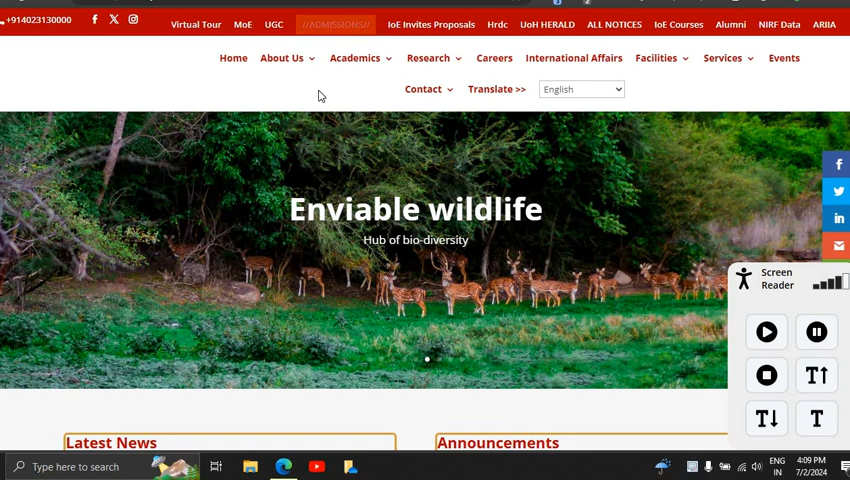 +914023130000
Virtual Tour MoE UGC //ADMISSIONS// IoE Invites Proposals Hrdc UoH HERALD ALL NOTICES IoE Courses Alumni NIRF Data ARIIA
Home About Us Academics Research Careers International Affairs Facilities Services Events
Contact Translate >> English
Enviable wildlife
Hub of bio-diversity
Screen
Reader
T↑
T↓ T
Latest News Announcements
Type here to search
ENG 4:09 PM
IN 7/2/2024